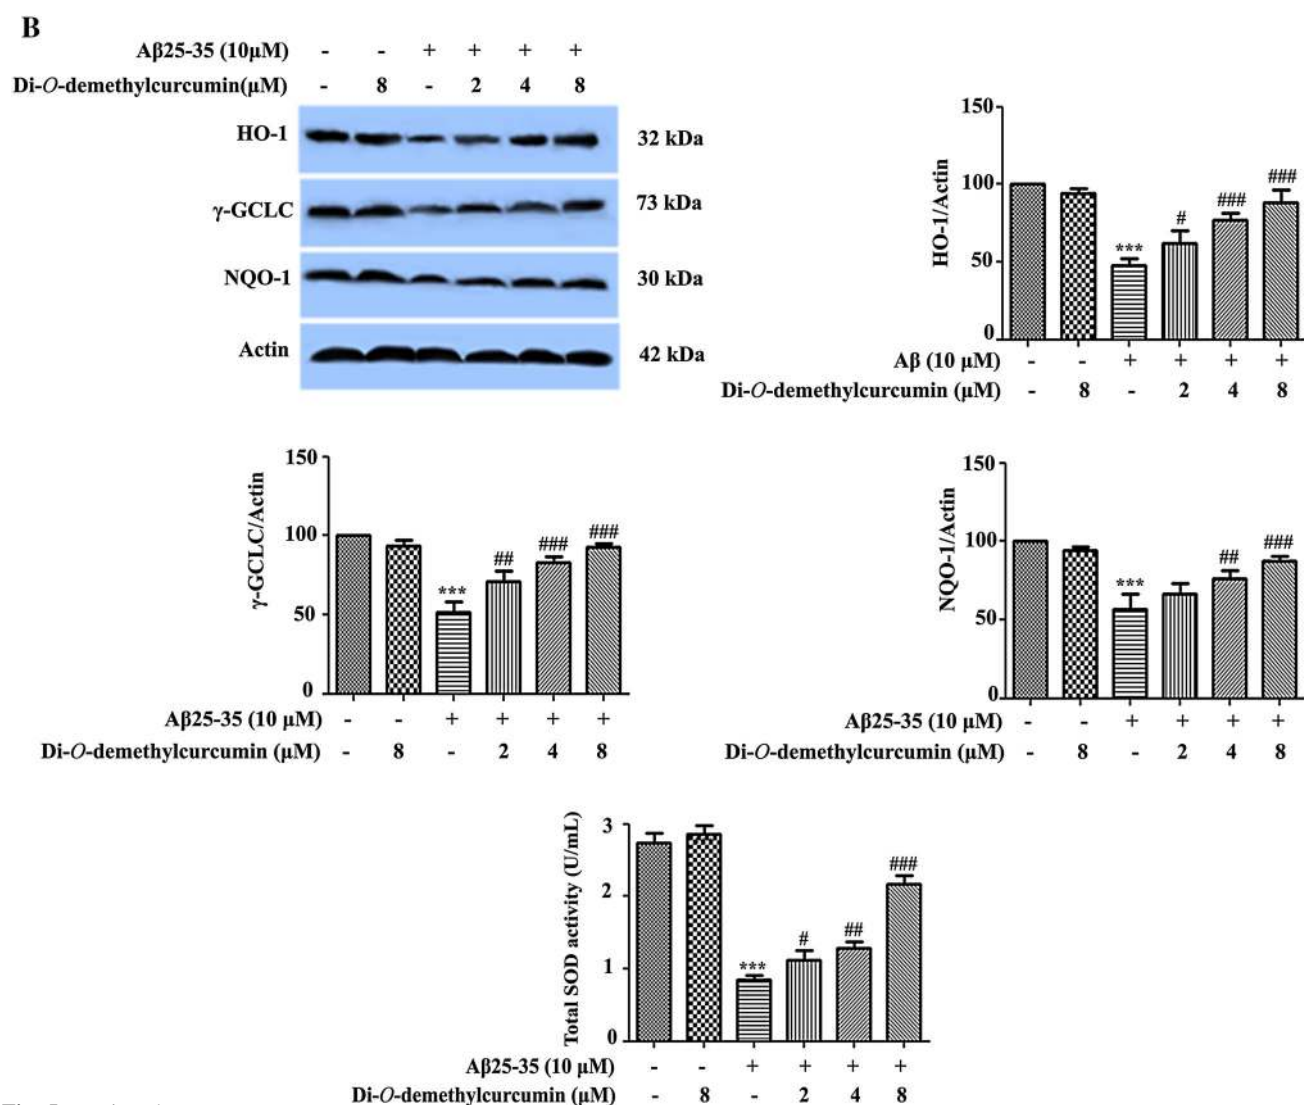 B
Aβ25-35 (10μM) - - + + + +
Di-O-demethylcurcumin(μM) - 8 - 2 4 8
HO-1 32 kDa
γ-GCLC 73 kDa
NQO-1 30 kDa
Actin 42 kDa
HO-1/Actin
150
100
50
0
***
#
###
###
Aβ (10 μM) - - + + + +
Di-O-demethylcurcumin (μM) - 8 - 2 4 8
γ-GCLC/Actin
150
100
50
0
***
##
###
###
Aβ25-35 (10 μM) - - + + + +
Di-O-demethylcurcumin (μM) - 8 - 2 4 8
NQO-1/Actin
150
100
50
0
***
##
###
Aβ25-35 (10 μM) - - + + + +
Di-O-demethylcurcumin (μM) - 8 - 2 4 8
Total SOD activity (U/mL)
3
2
1
0
***
#
##
###
Aβ25-35 (10 μM) - - + + + +
Di-O-demethylcurcumin (μM) - 8 - 2 4 8